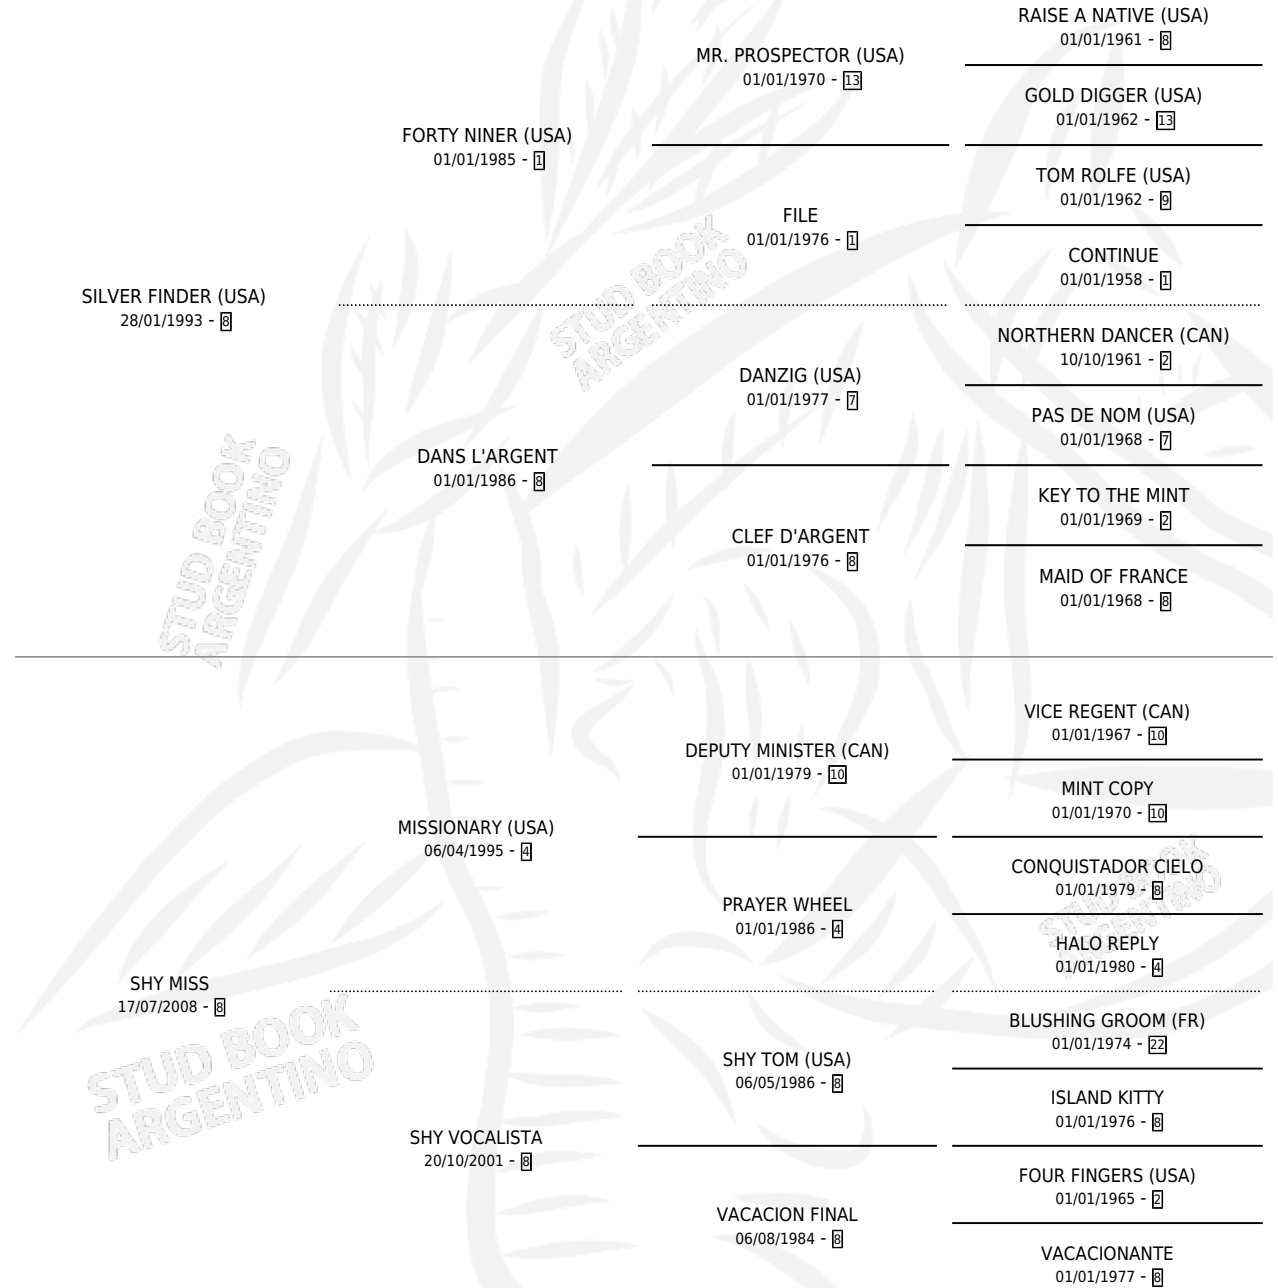 RAISE A NATIVE (USA)
01/01/1961 - 8
MR. PROSPECTOR (USA)
01/01/1970 - 13
GOLD DIGGER (USA)
01/01/1962 - 13
FORTY NINER (USA)
01/01/1985 - 1
TOM ROLFE (USA)
01/01/1962 - 9
FILE
01/01/1976 - 1
CONTINUE
01/01/1958 - 1
SILVER FINDER (USA)
28/01/1993 - 8
NORTHERN DANCER (CAN)
10/10/1961 - 2
DANZIG (USA)
01/01/1977 - 7
PAS DE NOM (USA)
01/01/1968 - 7
DANS L'ARGENT
01/01/1986 - 8
KEY TO THE MINT
01/01/1969 - 2
CLEF D'ARGENT
01/01/1976 - 8
MAID OF FRANCE
01/01/1968 - 8
VICE REGENT (CAN)
01/01/1967 - 10
DEPUTY MINISTER (CAN)
01/01/1979 - 10
MINT COPY
01/01/1970 - 10
MISSIONARY (USA)
06/04/1995 - 4
CONQUISTADOR CIELO
01/01/1979 - 8
PRAYER WHEEL
01/01/1986 - 4
HALO REPLY
01/01/1980 - 4
SHY MISS
17/07/2008 - 8
BLUSHING GROOM (FR)
01/01/1974 - 22
SHY TOM (USA)
06/05/1986 - 8
ISLAND KITTY
01/01/1976 - 8
SHY VOCALISTA
20/10/2001 - 8
FOUR FINGERS (USA)
01/01/1965 - 2
VACACION FINAL
06/08/1984 - 8
VACACIONANTE
01/01/1977 - 8
STUD BOOK
ARGENTINO
STUD BOOK
ARGENTINO
STUD BOOK
ARGENTINO
STUD BOOK
ARGENTINO